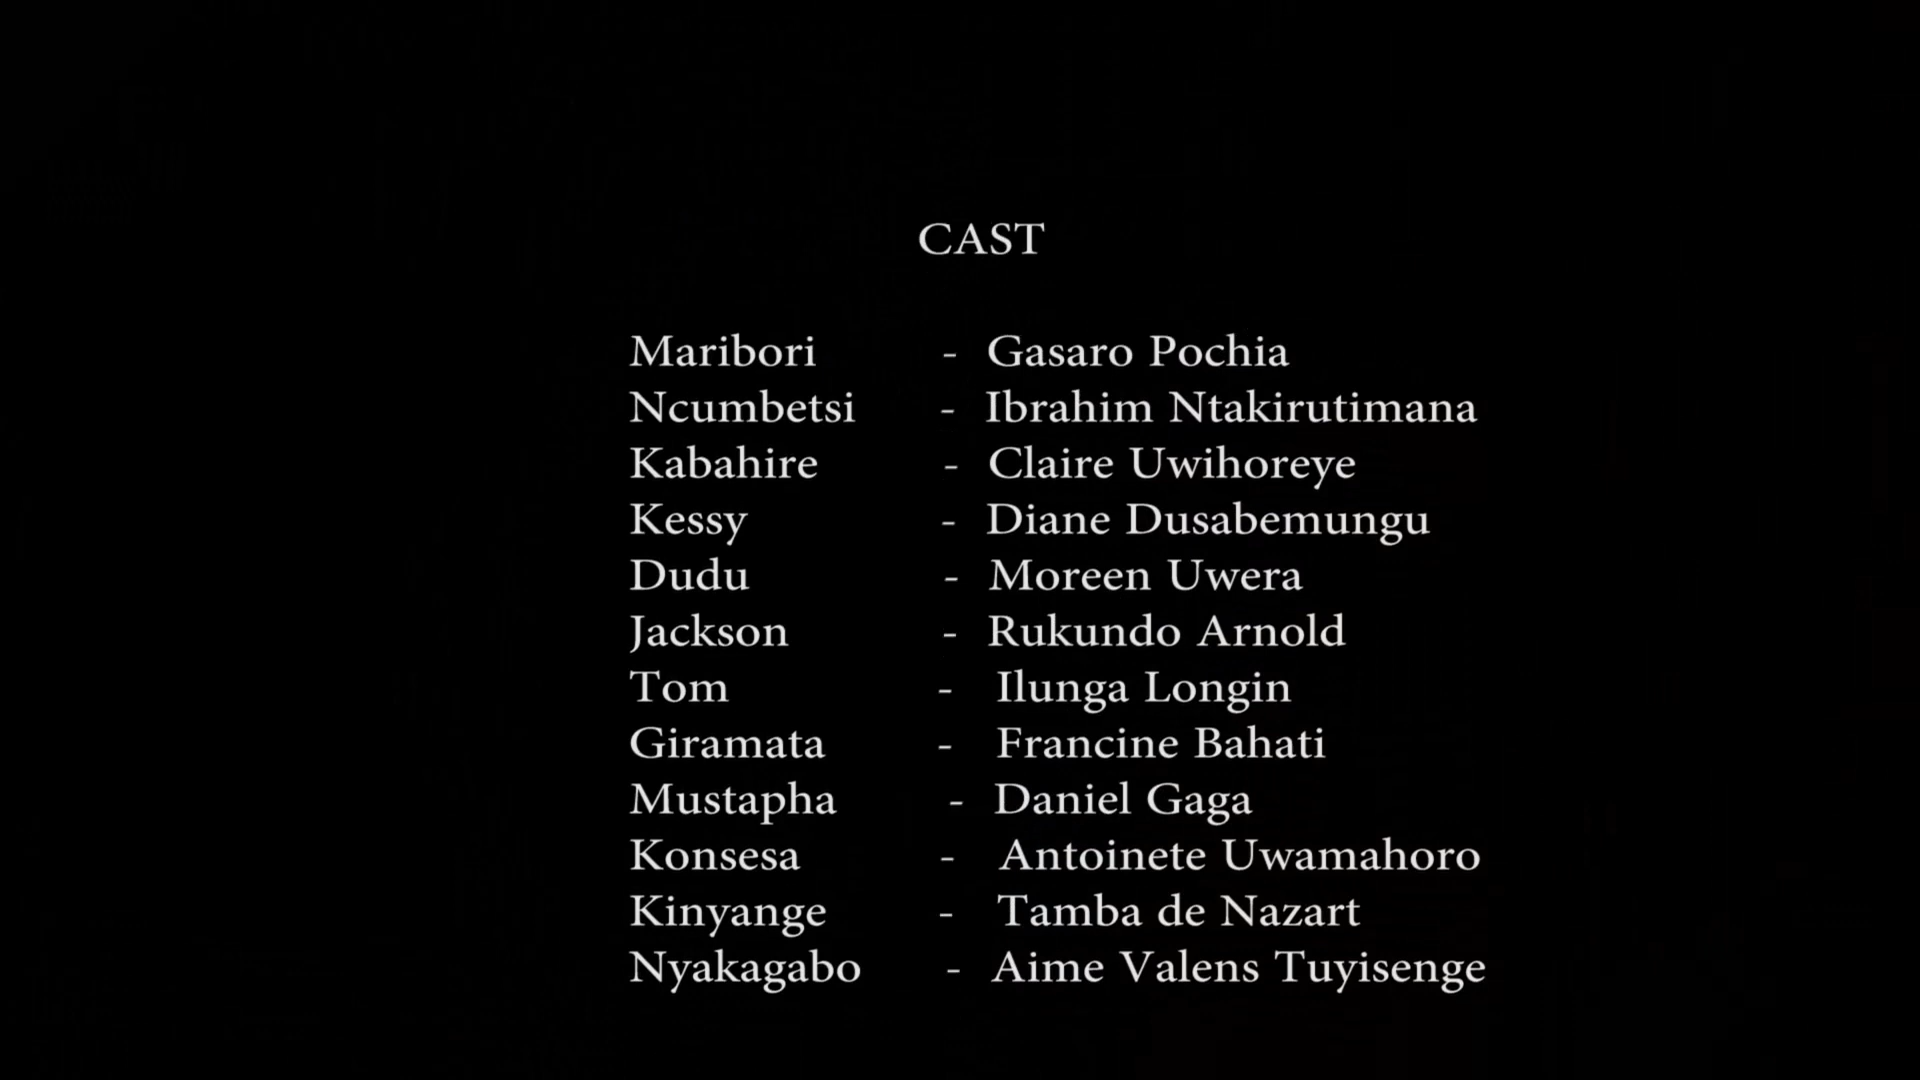 CAST
Maribori - Gasaro Pochia
Ncumbetsi - Ibrahim Ntakirutimana
Kabahire - Claire Uwihoreye
Kessy - Diane Dusabemungu
Dudu - Moreen Uwera
Jackson - Rukundo Arnold
Tom - Ilunga Longin
Giramata - Francine Bahati
Mustapha - Daniel Gaga
Konsesa - Antoinete Uwamahoro
Kinyange - Tamba de Nazart
Nyakagabo - Aime Valens Tuyisenge